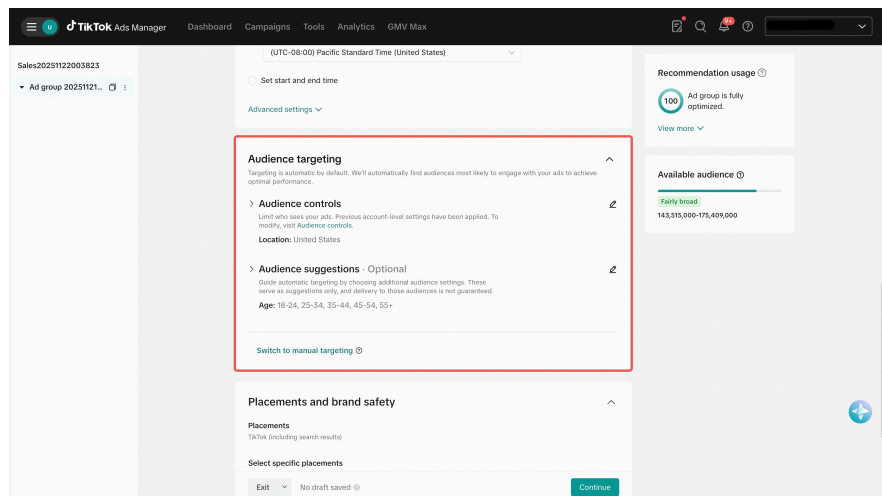 TikTok Ads Manager
Dashboard
Campaigns
Tools
Analytics
GMV Max
9+
U
Sales20251122003823
Ad group 20251121...
(UTC-08:00) Pacific Standard Time (United States)
Set start and end time
Advanced settings
Audience targeting
Targeting is automatic by default. We'll automatically find audiences most likely to engage with your ads to achieve
optimal performance.
Audience controls
Limit who sees your ads. Previous account-level settings have been applied. To
modify, visit Audience controls.
Location: United States
Audience suggestions · Optional
Guide automatic targeting by choosing additional audience settings. These
serve as suggestions only, and delivery to those audiences is not guaranteed.
Age: 18-24, 25-34, 35-44, 45-54, 55+
Switch to manual targeting
Placements and brand safety
Placements
TikTok (including search results)
Select specific placements
Exit
No draft saved
Continue
Recommendation usage
100
Ad group is fully
optimized.
View more
Available audience
Fairly broad
143,515,000-175,409,000